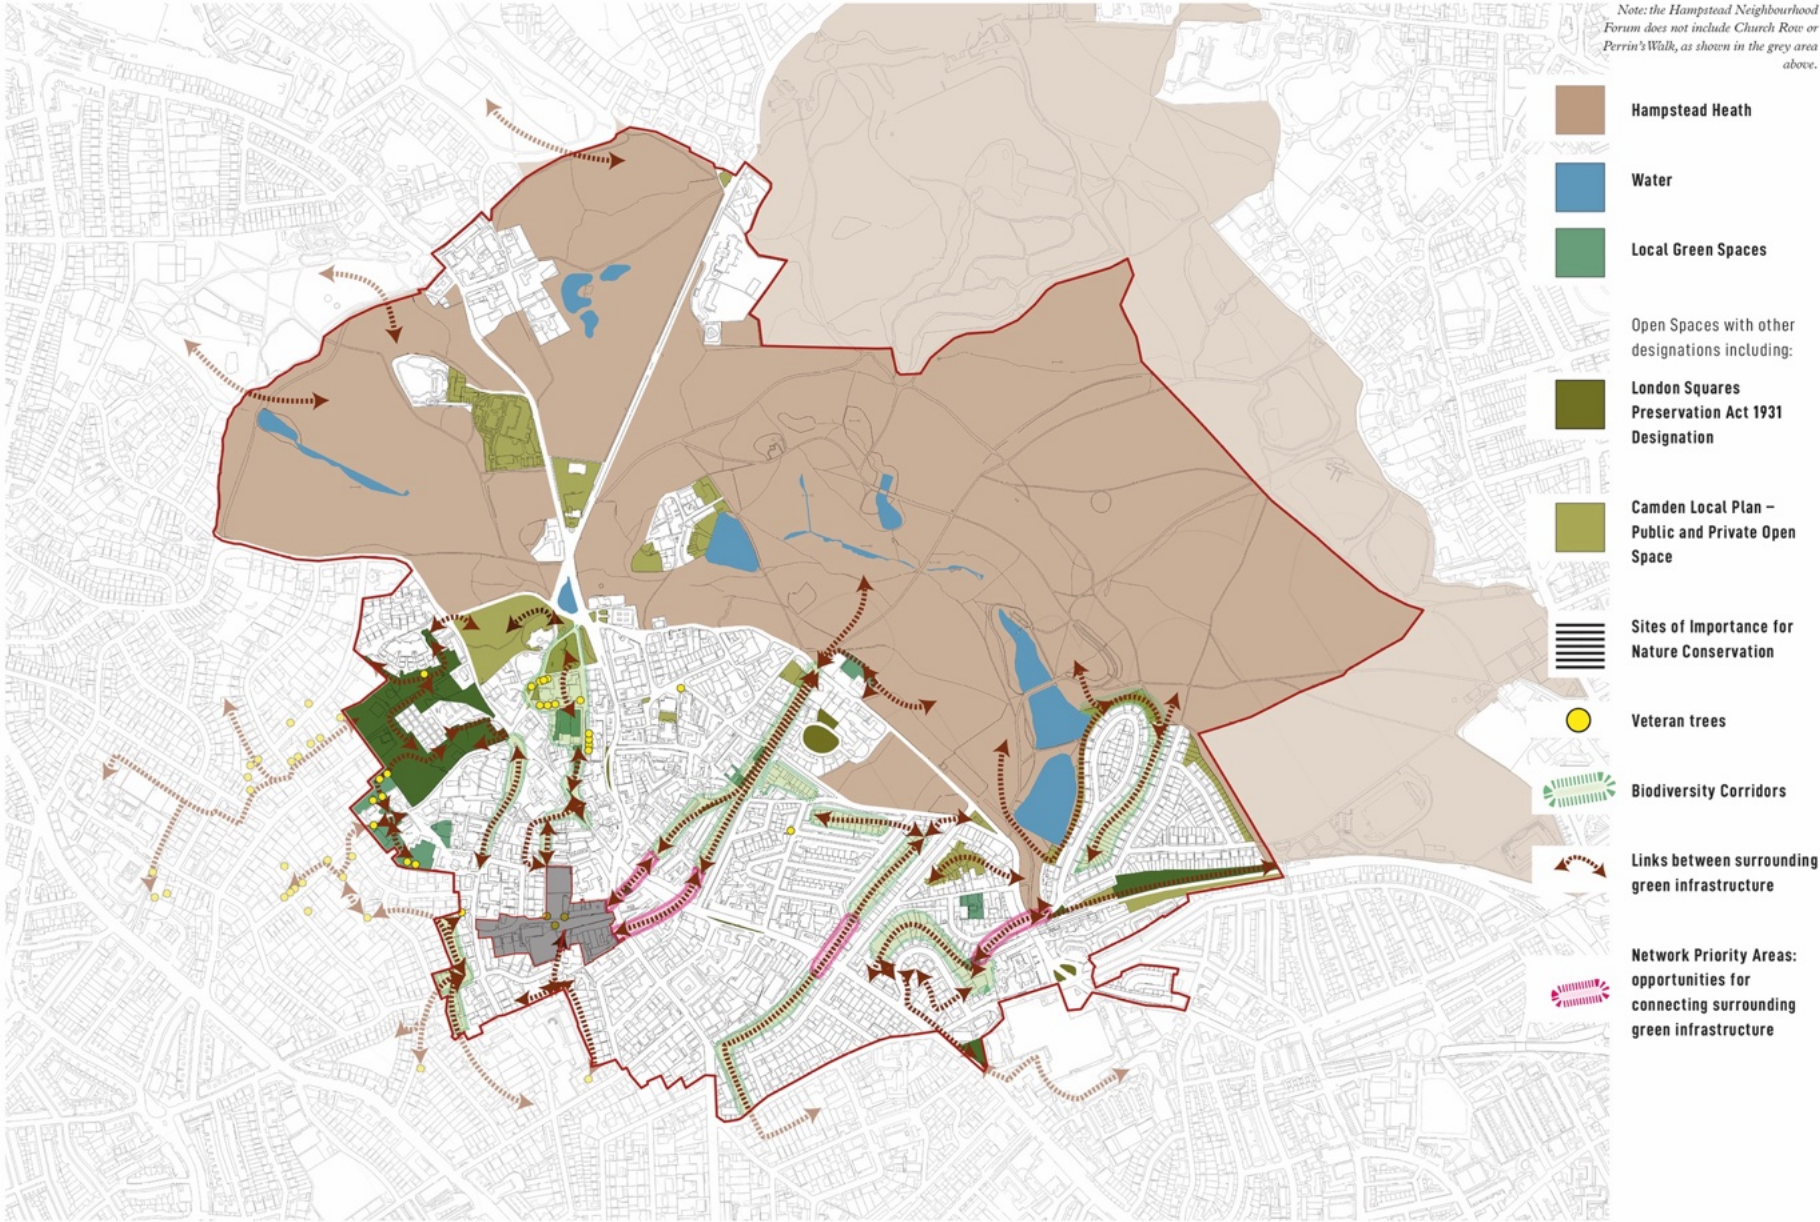 Note: the Hampstead Neighbourhood
Forum does not include Church Row or
Perrin's Walk, as shown in the grey area
above.
Hampstead Heath
Water
Local Green Spaces
Open Spaces with other
designations including:
London Squares
Preservation Act 1931
Designation
Camden Local Plan –
Public and Private Open
Space
Sites of Importance for
Nature Conservation
Veteran trees
Biodiversity Corridors
Links between surrounding
green infrastructure
Network Priority Areas:
opportunities for
connecting surrounding
green infrastructure